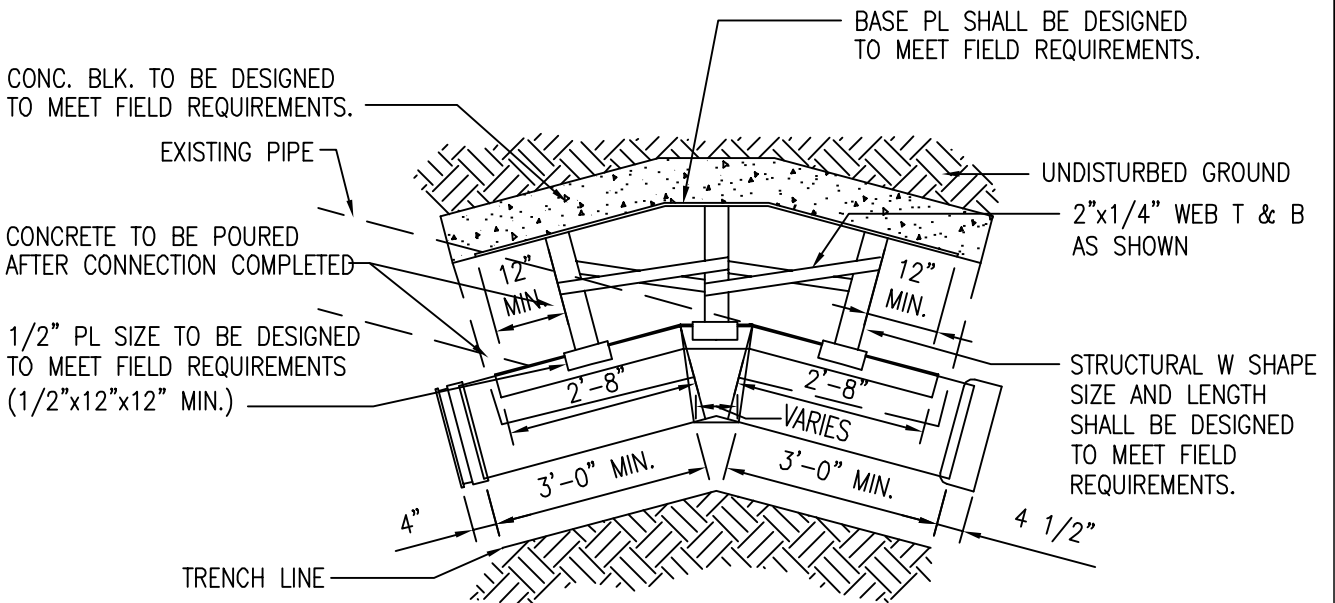 BASE PL SHALL BE DESIGNED
TO MEET FIELD REQUIREMENTS.
CONC. BLK. TO BE DESIGNED
TO MEET FIELD REQUIREMENTS.
EXISTING PIPE
UNDISTURBED GROUND
2"x1/4" WEB T & B
AS SHOWN
CONCRETE TO BE POURED
AFTER CONNECTION COMPLETED
12"
MIN.
12"
MIN.
1/2" PL SIZE TO BE DESIGNED
TO MEET FIELD REQUIREMENTS
(1/2"x12"x12" MIN.)
STRUCTURAL W SHAPE
SIZE AND LENGTH
SHALL BE DESIGNED
TO MEET FIELD
REQUIREMENTS.
2'-8"
2'-8"
VARIES
3'-0" MIN.
3'-0" MIN.
4"
4 1/2"
TRENCH LINE